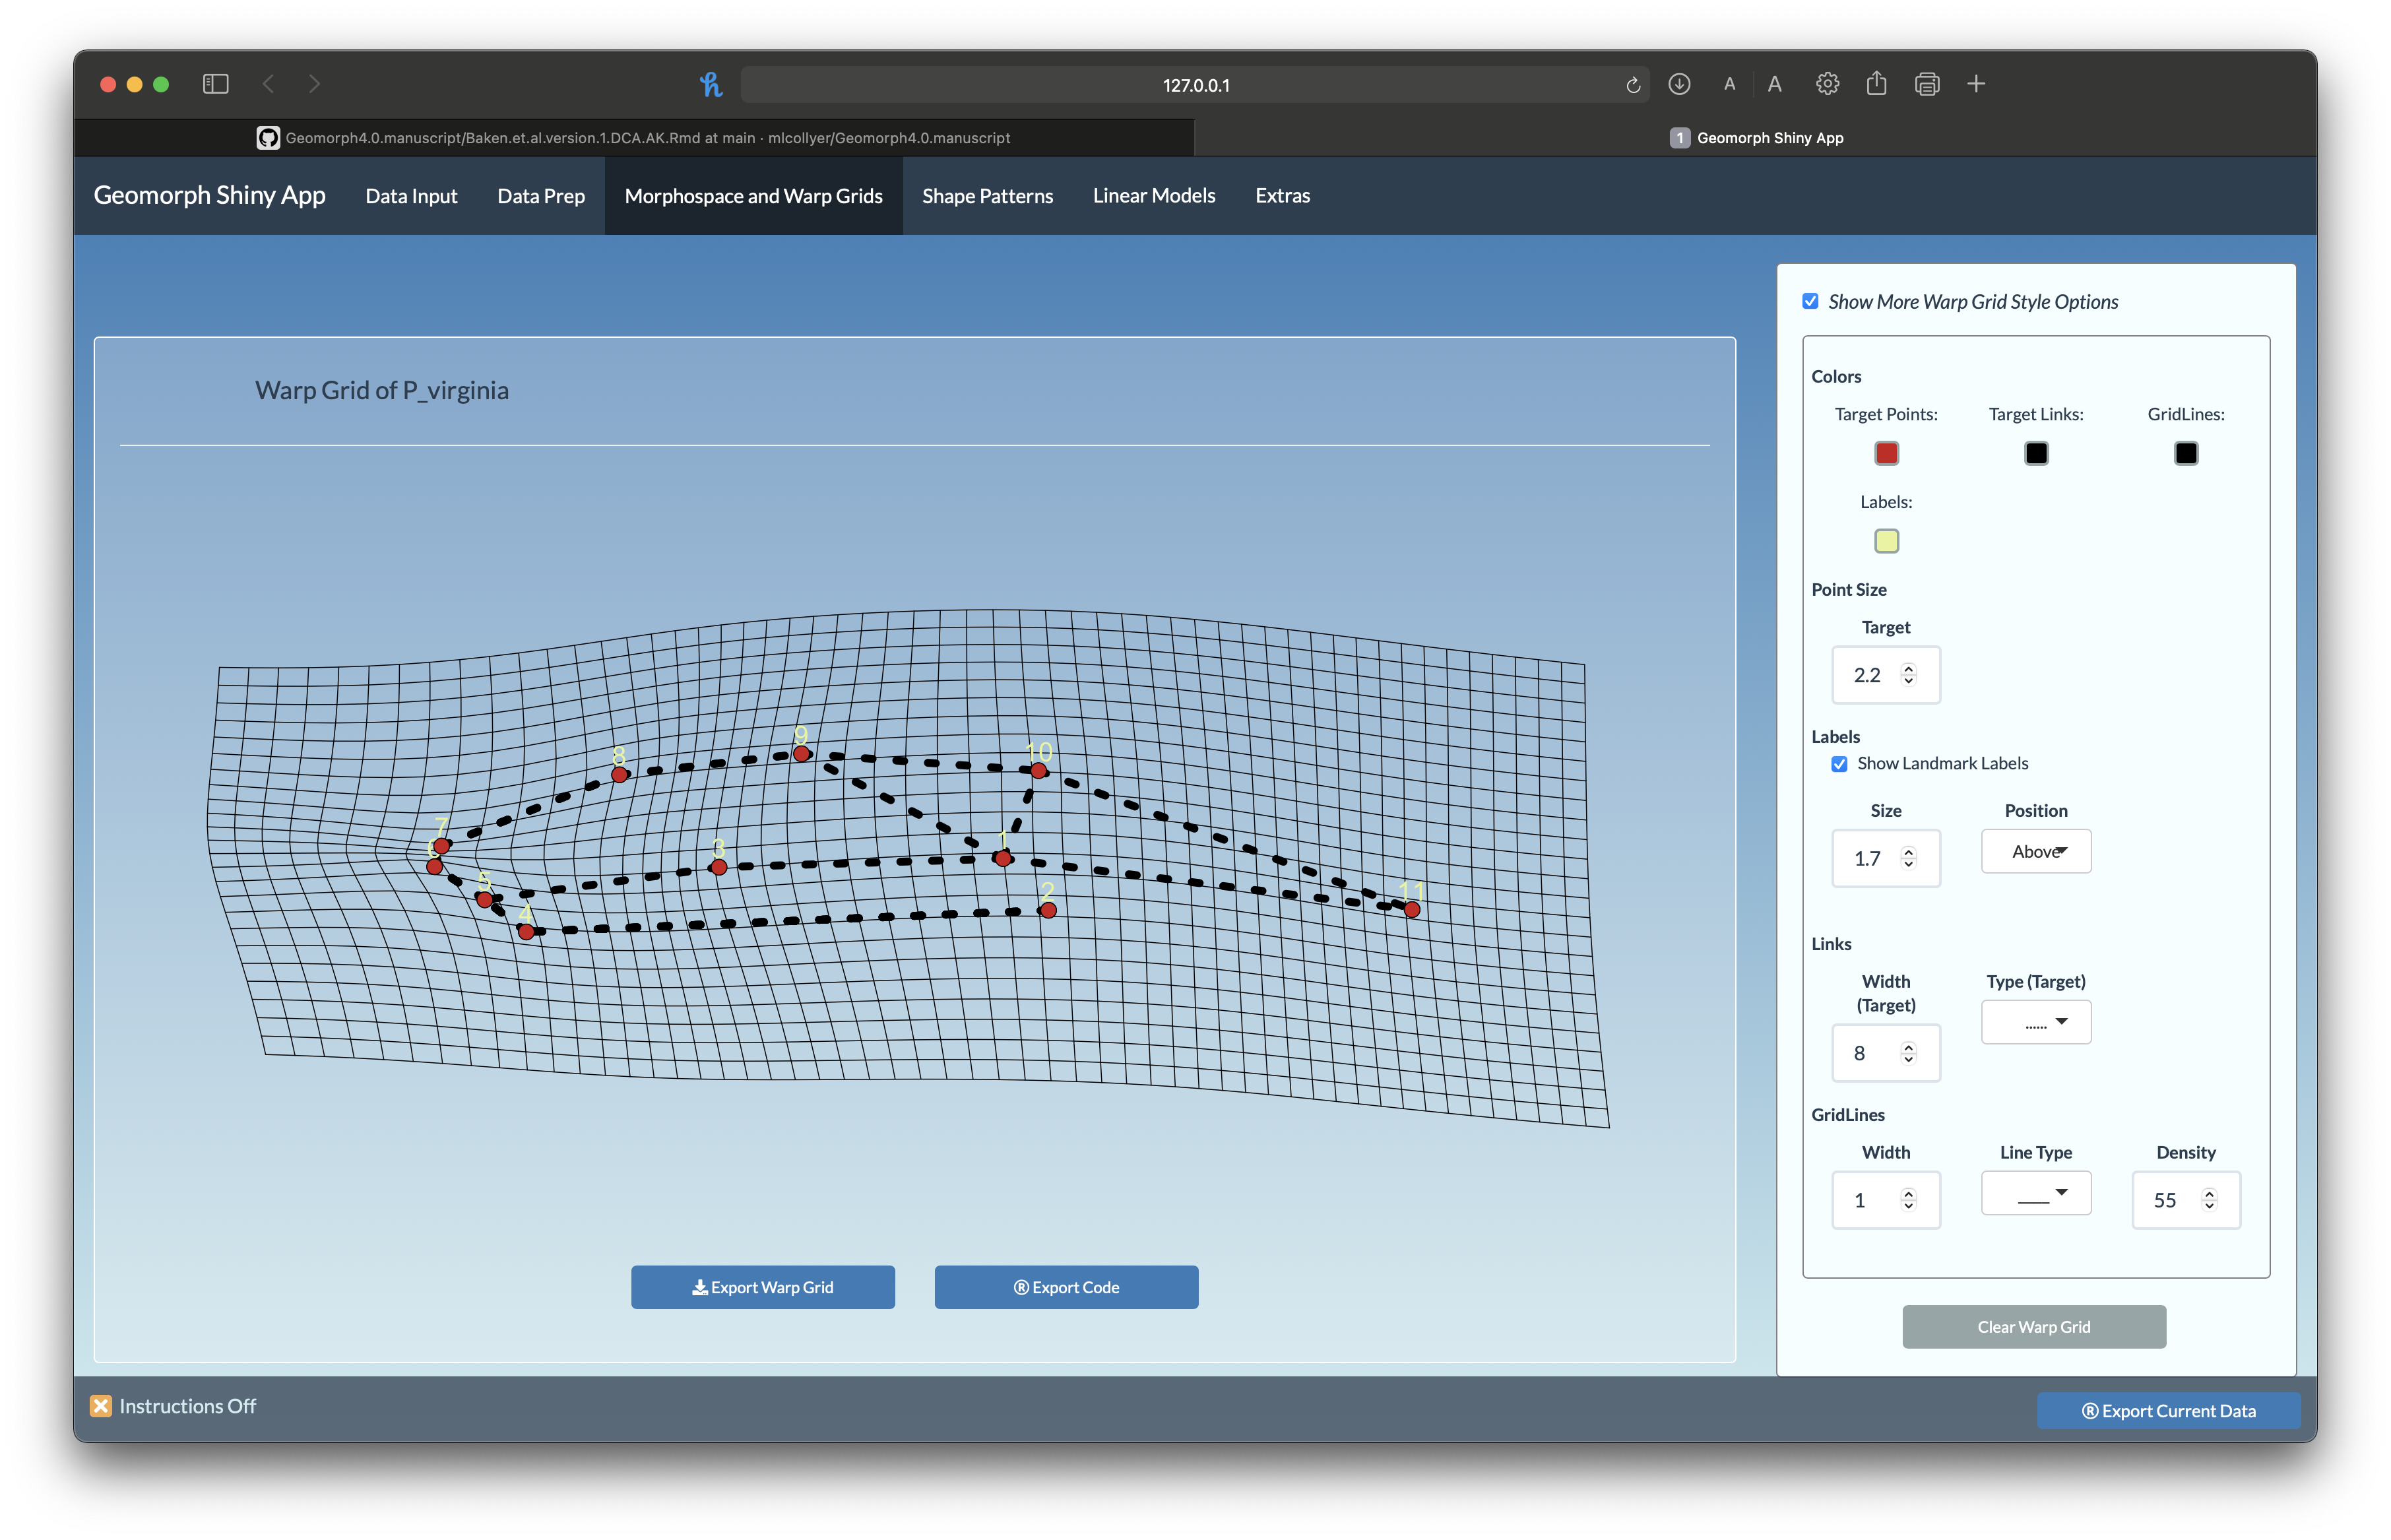 127.0.0.1
A
A
Geomorph4.0.manuscript/Baken.et.al.version.1.DCA.AK.Rmd at main · mlcollyer/Geomorph4.0.manuscript
1 Geomorph Shiny App
Geomorph Shiny App
Data Input
Data Prep
Morphospace and Warp Grids
Shape Patterns
Linear Models
Extras
Warp Grid of P_virginia
9
10
8
7
1
3
5
2
11
4
Export Warp Grid
® Export Code
Show More Warp Grid Style Options
Colors
Target Points:
Target Links:
GridLines:
Labels:
Point Size
Target
2.2
Labels
Show Landmark Labels
Size
Position
1.7
Above
Links
Width
(Target)
Type (Target)
8
......
GridLines
Width
Line Type
Density
1
____
55
Clear Warp Grid
Instructions Off
® Export Current Data